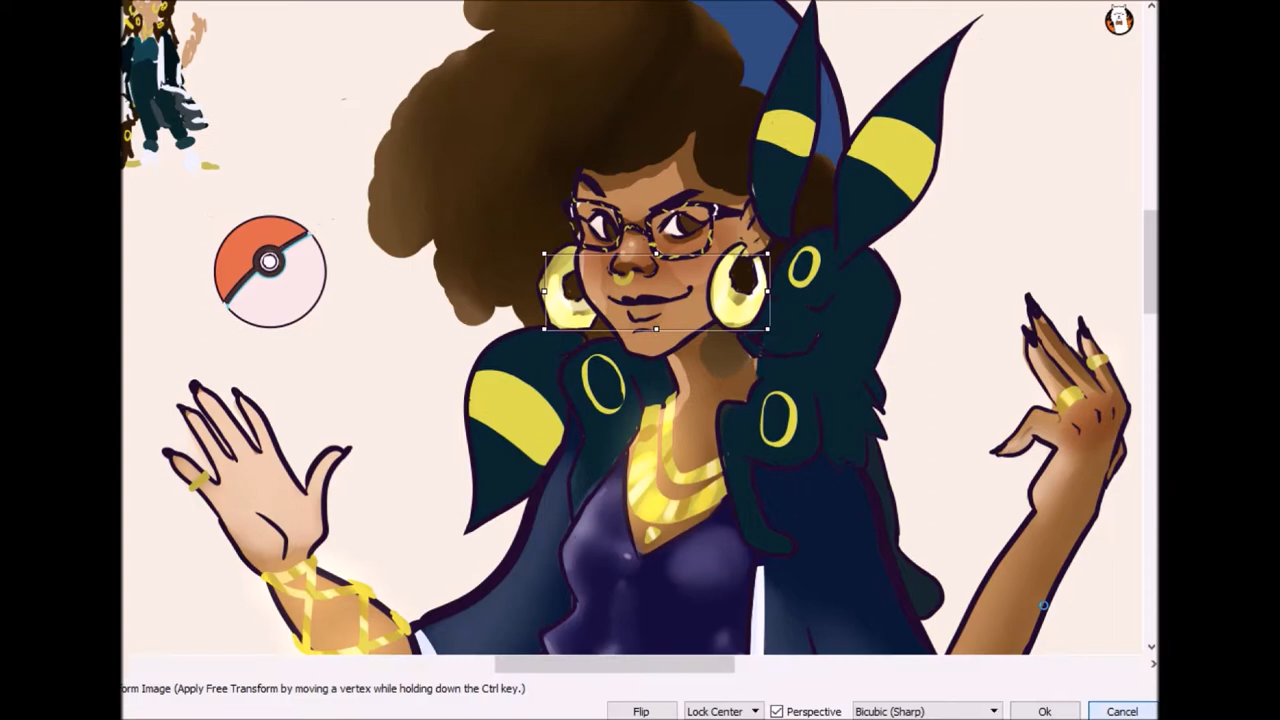 orm Image (Apply Free Transform by moving a vertex while holding down the Ctrl key.)
Flip Lock Center Perspective Bicubic (Sharp) Ok Cancel